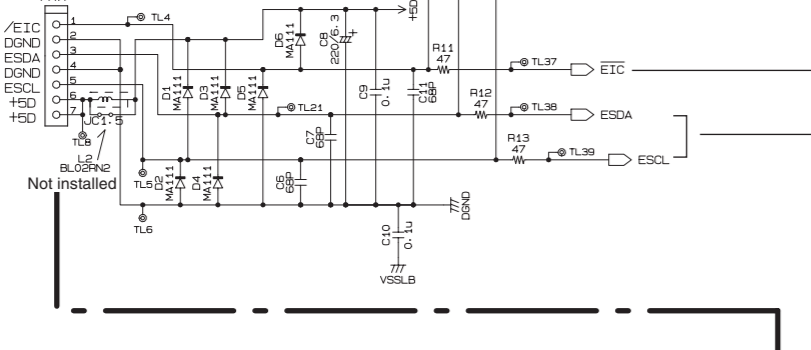 /EIC 1
DGND 2
ESDA 3
DGND 4
ESCL 5
+5D 6
+5D 7
TL4
D6
MA111
C8
220/6.3
+
+5D
R11
47
TL37
EIC
D1
MA111
D3
MA111
D5
MA111
C9
0.1u
C11
68P
R12
47
TL38
ESDA
TL21
JC1.5
TL8
L2
BL02RN2
Not installed
C7
68P
R13
47
TL39
ESCL
TL5
D2
MA111
D4
MA111
C6
68P
TL6
DGND
C10
0.1u
VSSLB